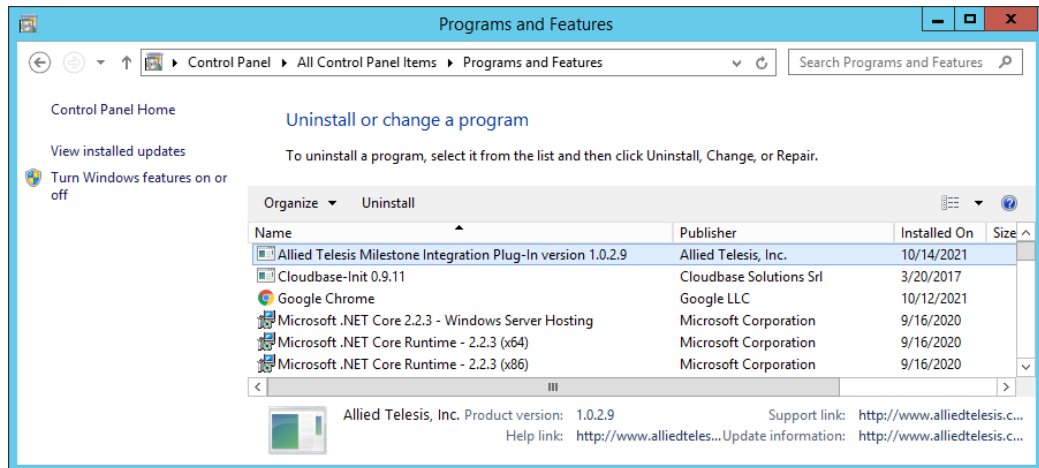 Programs and Features
Control Panel All Control Panel Items Programs and Features Search Programs and Features
Control Panel Home
View installed updates
Turn Windows features on or
off
Uninstall or change a program
To uninstall a program, select it from the list and then click Uninstall, Change, or Repair.
Organize Uninstall
Name Publisher Installed On Size
Allied Telesis Milestone Integration Plug-In version 1.0.2.9 Allied Telesis, Inc. 10/14/2021
Cloudbase-Init 0.9.11 Cloudbase Solutions Srl 3/20/2017
Google Chrome Google LLC 10/12/2021
Microsoft .NET Core 2.2.3 - Windows Server Hosting Microsoft Corporation 9/16/2020
Microsoft .NET Core Runtime - 2.2.3 (x64) Microsoft Corporation 9/16/2020
Microsoft .NET Core Runtime - 2.2.3 (x86) Microsoft Corporation 9/16/2020
Allied Telesis, Inc. Product version: 1.0.2.9 Support link: http://www.alliedtelesis.c...
Help link: http://www.alliedteles... Update information: http://www.alliedtelesis.c...